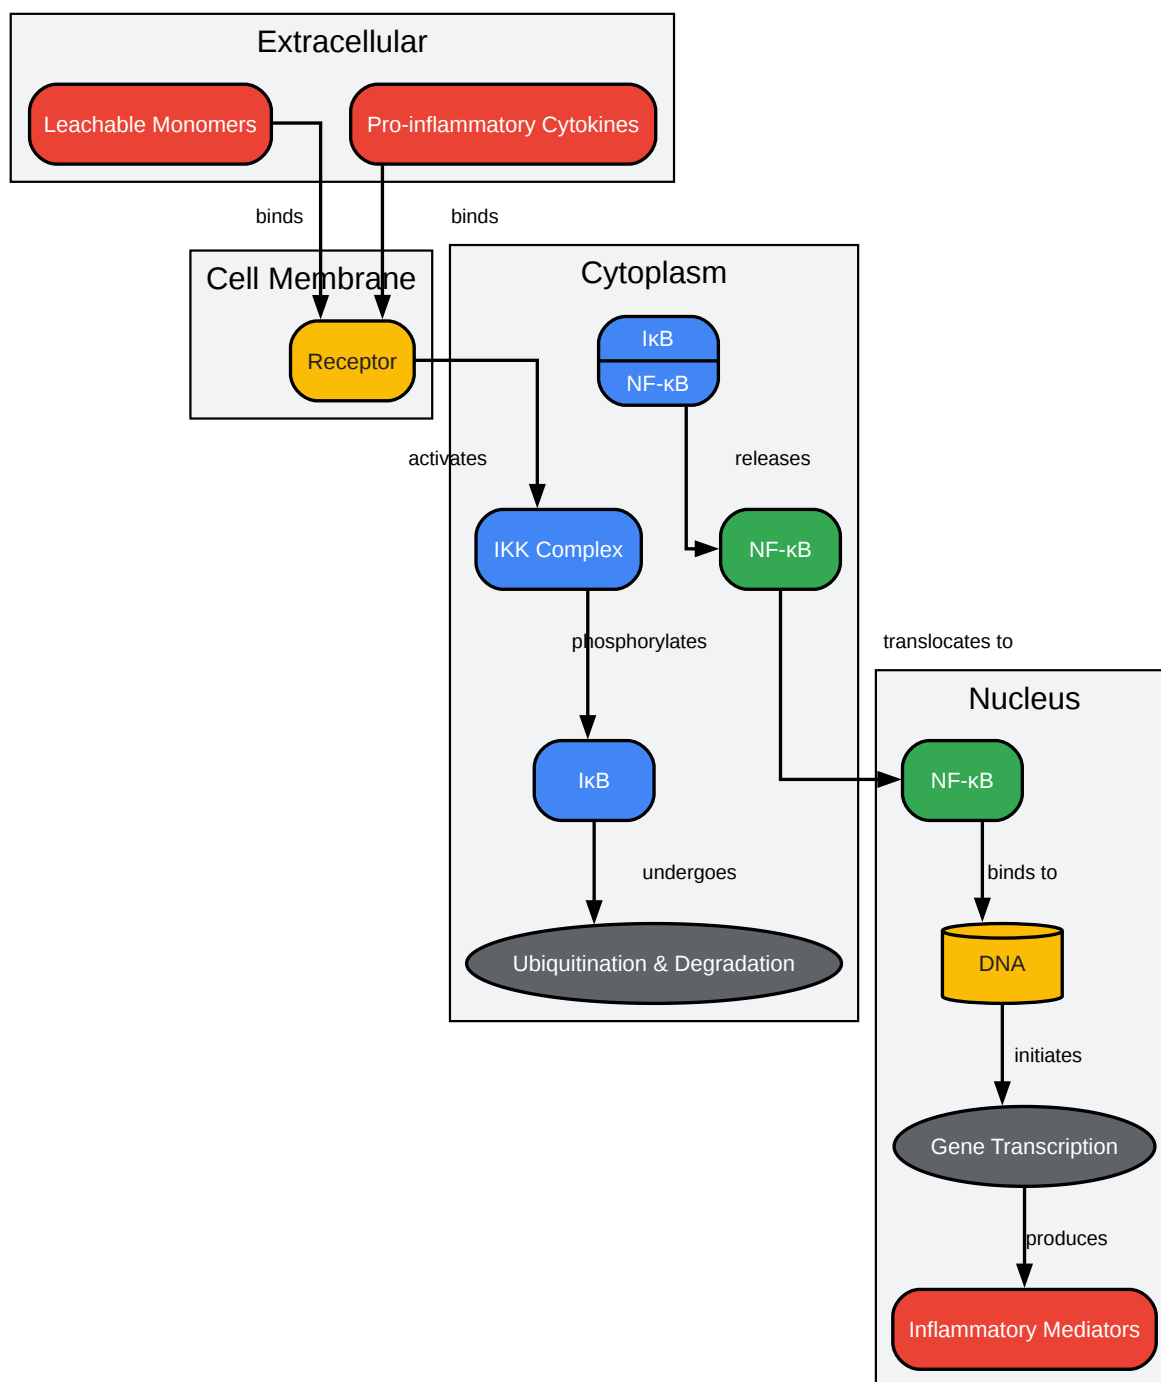 Extracellular
Leachable Monomers
Pro-inflammatory Cytokines
binds
binds
Cell Membrane
Receptor
Cytoplasm
IκB
NF-κB
activates
releases
IKK Complex
NF-κB
phosphorylates
translocates to
Nucleus
IκB
NF-κB
undergoes
binds to
Ubiquitination & Degradation
DNA
initiates
Gene Transcription
produces
Inflammatory Mediators